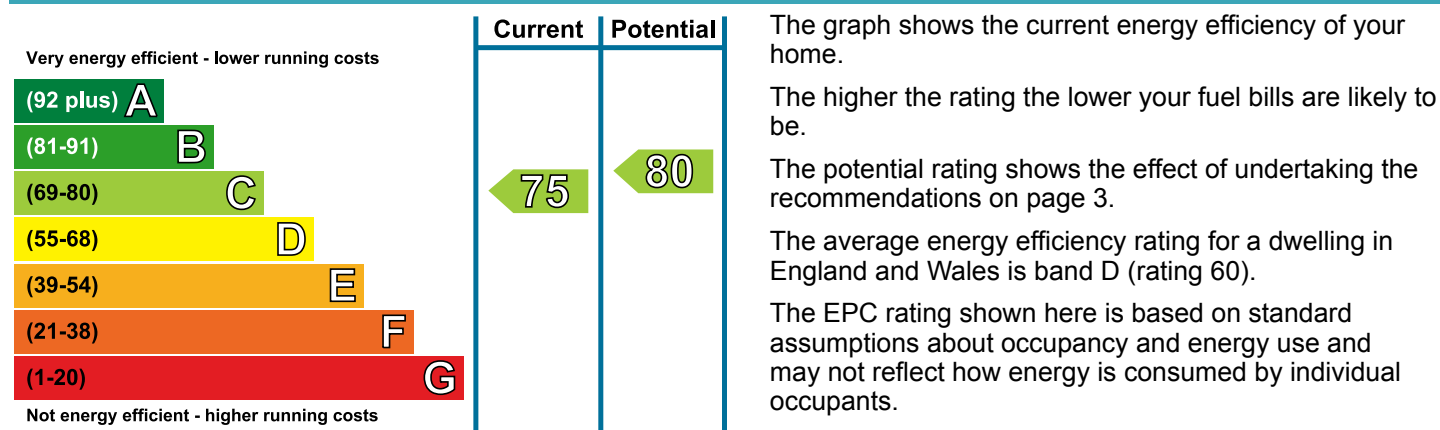 Current Potential
Very energy efficient - lower running costs
(92 plus) A
(81-91) B
(69-80) C
(55-68) D
(39-54) E
(21-38) F
(1-20) G
Not energy efficient - higher running costs
75
80
The graph shows the current energy efficiency of your
home.
The higher the rating the lower your fuel bills are likely to
be.
The potential rating shows the effect of undertaking the
recommendations on page 3.
The average energy efficiency rating for a dwelling in
England and Wales is band D (rating 60).
The EPC rating shown here is based on standard
assumptions about occupancy and energy use and
may not reflect how energy is consumed by individual
occupants.